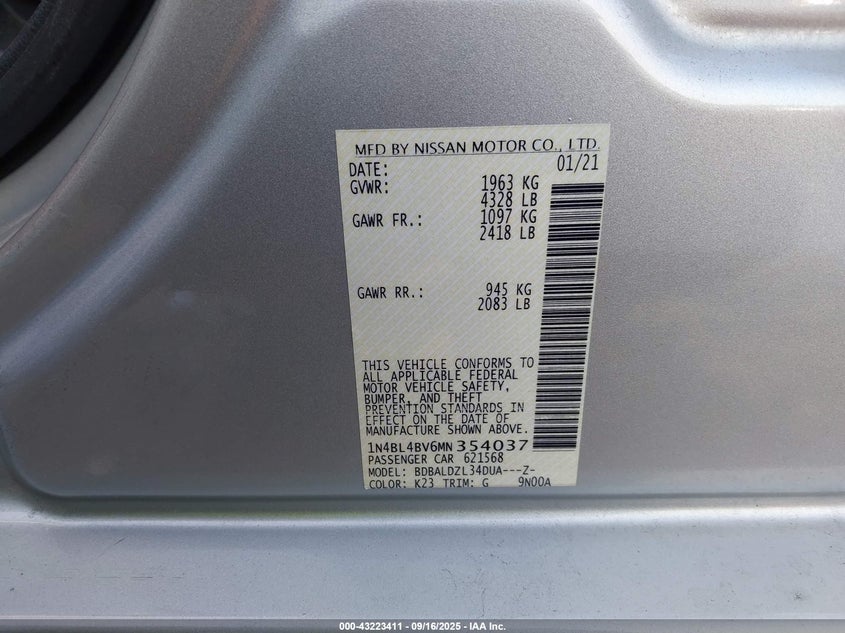 MFD BY NISSAN MOTOR CO., LTD.
DATE: 01/21
GVWR: 1963 KG
4328 LB
GAWR FR.: 1097 KG
2418 LB
GAWR RR.: 945 KG
2083 LB
THIS VEHICLE CONFORMS TO
ALL APPLICABLE FEDERAL
MOTOR VEHICLE SAFETY,
BUMPER, AND THEFT
PREVENTION STANDARDS IN
EFFECT ON THE DATE OF
MANUFACTURE SHOWN ABOVE.
1N4BL4BV6MN354037
PASSENGER CAR 621568
MODEL: BDBALDZL34DUA---Z-
COLOR: K23 TRIM: G 9N00A
000-43223411 - 09/16/2025 - IAA Inc.